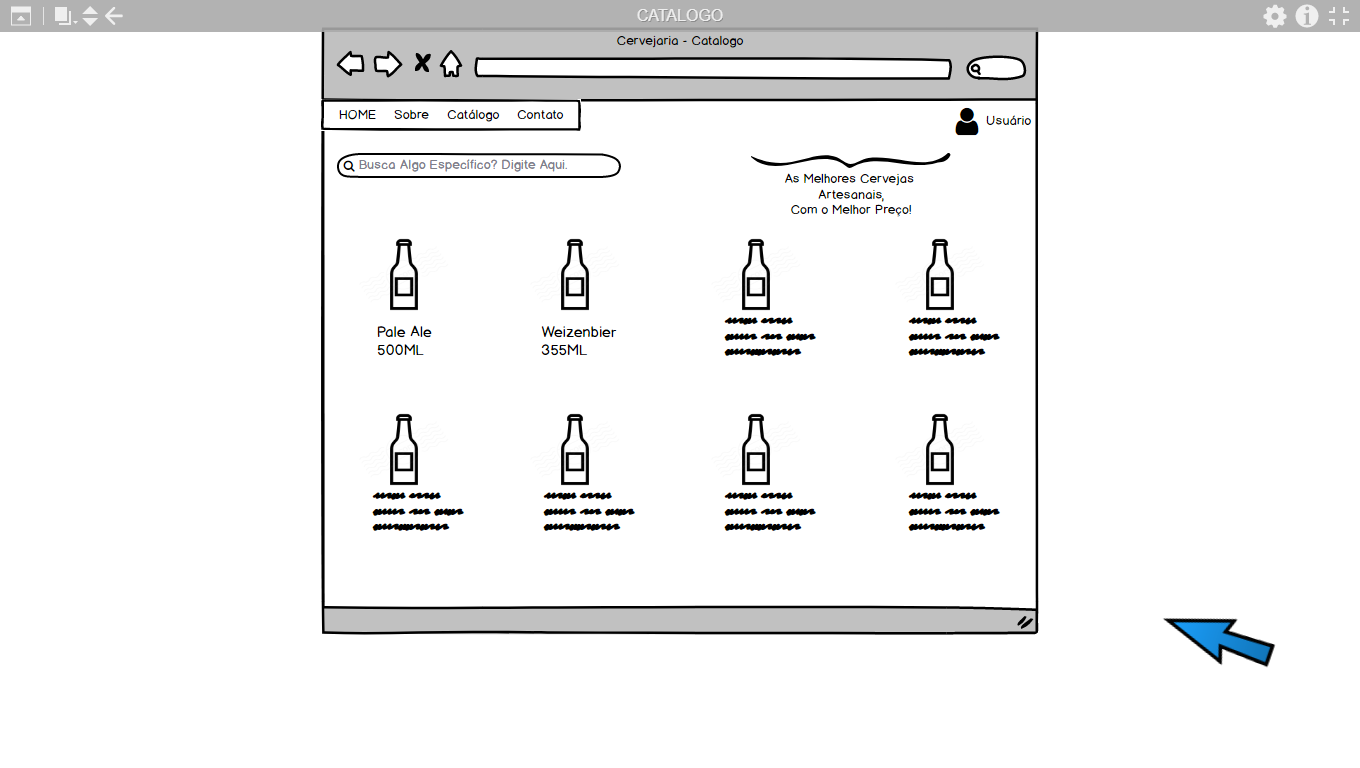 CATALOGO
Cervejaria - Catalogo
HOME Sobre Catálogo Contato
Usuário
Busca Algo Específico? Digite Aqui.
As Melhores Cervejas
Artesanais,
Com o Melhor Preço!
Pale Ale
500ML
Weizenbier
355ML